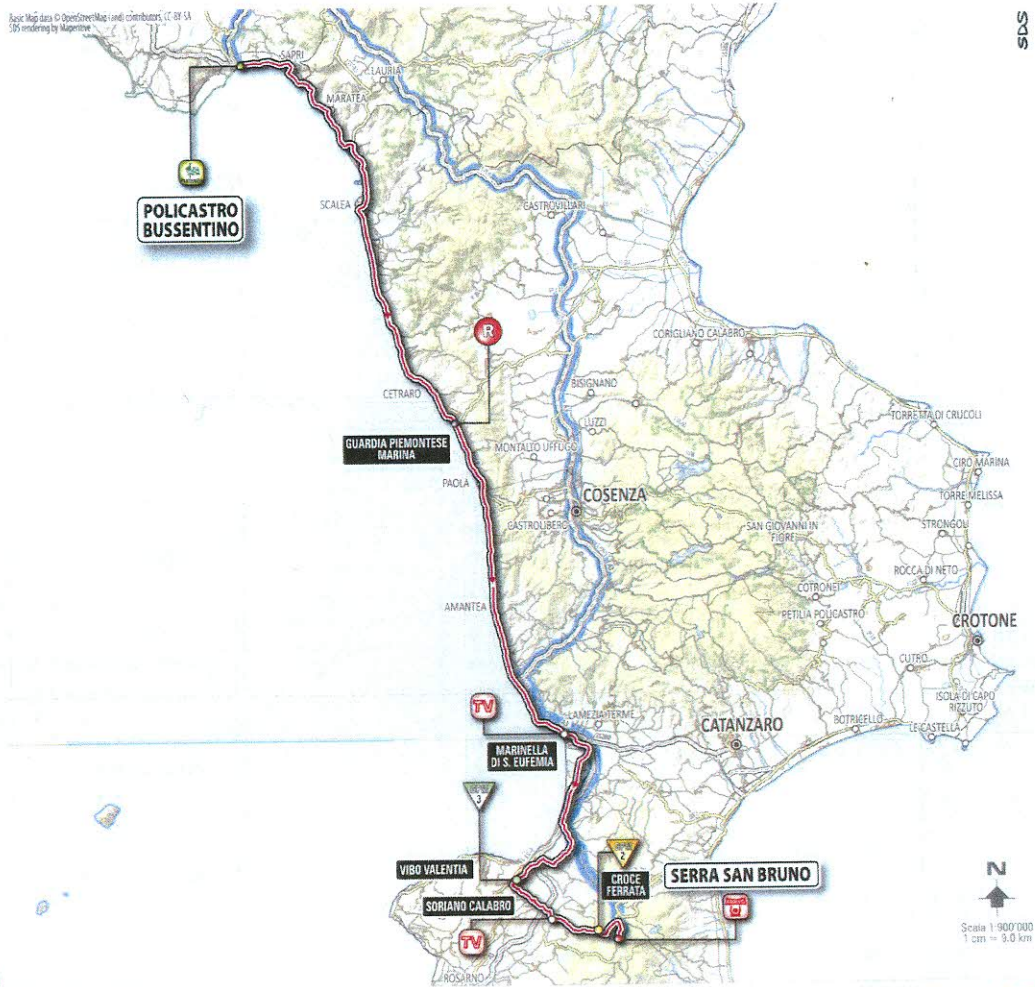 Basic Map data © OpenStreetMap (and) contributors, CC-BY-SA
SDS rendering by Maperitive
SDS
SAPRI
LAURIA
MARATEA
POLICASTRO
BUSSENTINO
SCALEA
CASTROVILLARI
R
CORIGLIANO CALABRO
CETRARO
BISIGNANO
TORRETTA DI CRUCOLI
LUZZI
GUARDIA PIEMONTESE
MARINA
MONTALTO UFFUGO
CIRO MARINA
PAOLA
COSENZA
TORRE MELISSA
CASTROLIBERO
SAN GIOVANNI IN
FIORE
STRONGOLI
ROCCA DI NETO
COTRONEI
AMANTEA
PETILIA POLICASTRO
CROTONE
CUTRO
ISOLA DI CAPO
RIZZUTO
TV
LAMEZIA TERME
CATANZARO
BOTRICELLO
LE CASTELLA
MARINELLA
DI S. EUFEMIA
3
2
VIBO VALENTIA
CROCE
FERRATA
SERRA SAN BRUNO
N
SORIANO CALABRO
TV
Scala 1:900'000
1 cm = 9.0 km
ROSARNO